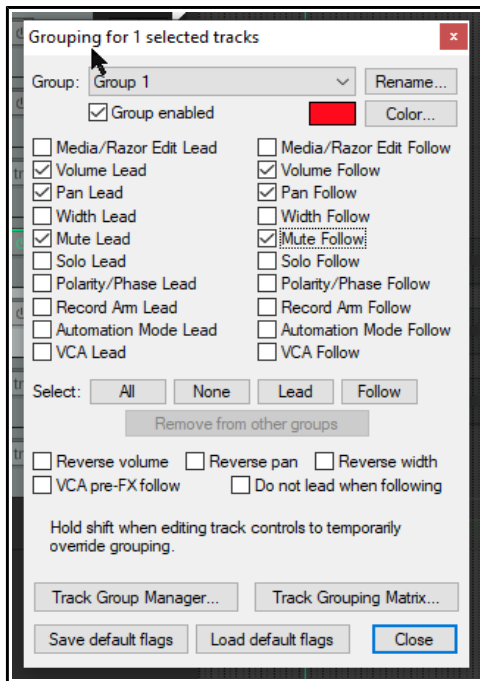 Grouping for 1 selected tracks
x
Group: Group 1 Rename...
Group enabled Color...
Media/Razor Edit Lead Media/Razor Edit Follow
Volume Lead Volume Follow
Pan Lead Pan Follow
Width Lead Width Follow
Mute Lead Mute Follow
Solo Lead Solo Follow
Polarity/Phase Lead Polarity/Phase Follow
Record Arm Lead Record Arm Follow
Automation Mode Lead Automation Mode Follow
VCA Lead VCA Follow
Select: All None Lead Follow
Remove from other groups
Reverse volume Reverse pan Reverse width
VCA pre-FX follow Do not lead when following
Hold shift when editing track controls to temporarily
override grouping.
Track Group Manager... Track Grouping Matrix...
Save default flags Load default flags Close